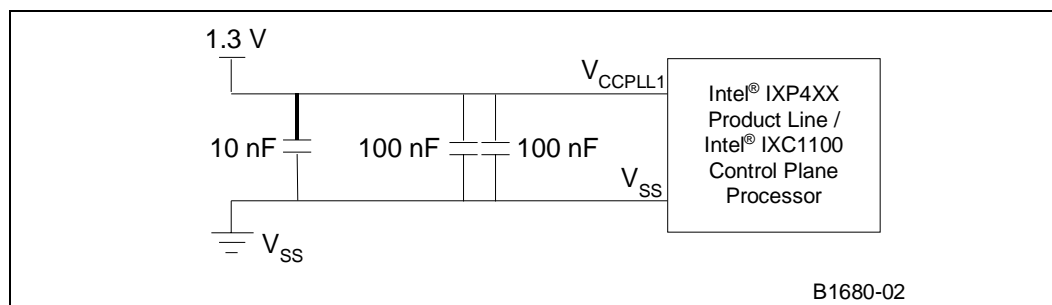 1.3 V
V_CCPLL1
Intel® IXP4XX
Product Line /
Intel® IXC1100
Control Plane
Processor
10 nF
100 nF
100 nF
V_SS
V_SS
B1680-02